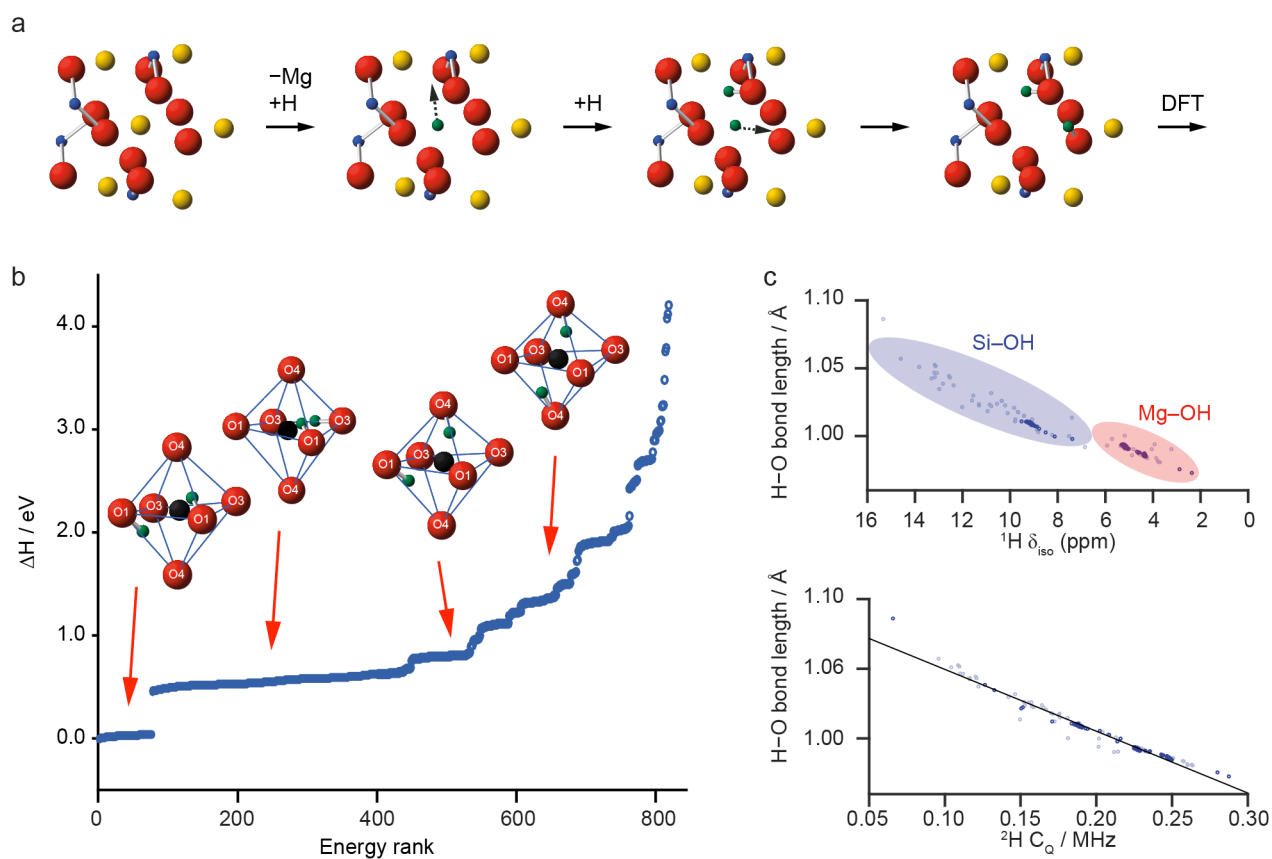 a
−Mg
+H
+H
DFT
b
ΔH / eV
4.0
3.0
2.0
1.0
0.0
0
200
400
600
800
Energy rank
O4
O1
O3
O1
O3
O4
O4
O1
O3
O1
O3
O4
O4
O1
O3
O1
O3
O4
O4
O1
O3
O1
O3
O4
c
H−O bond length / Å
1.10
1.05
1.00
Si–OH
Mg–OH
16
14
12
10
8
6
4
2
0
¹H δiso (ppm)
H−O bond length / Å
1.10
1.06
1.00
0.05
0.10
0.15
0.20
0.25
0.30
²H CQ / MHz